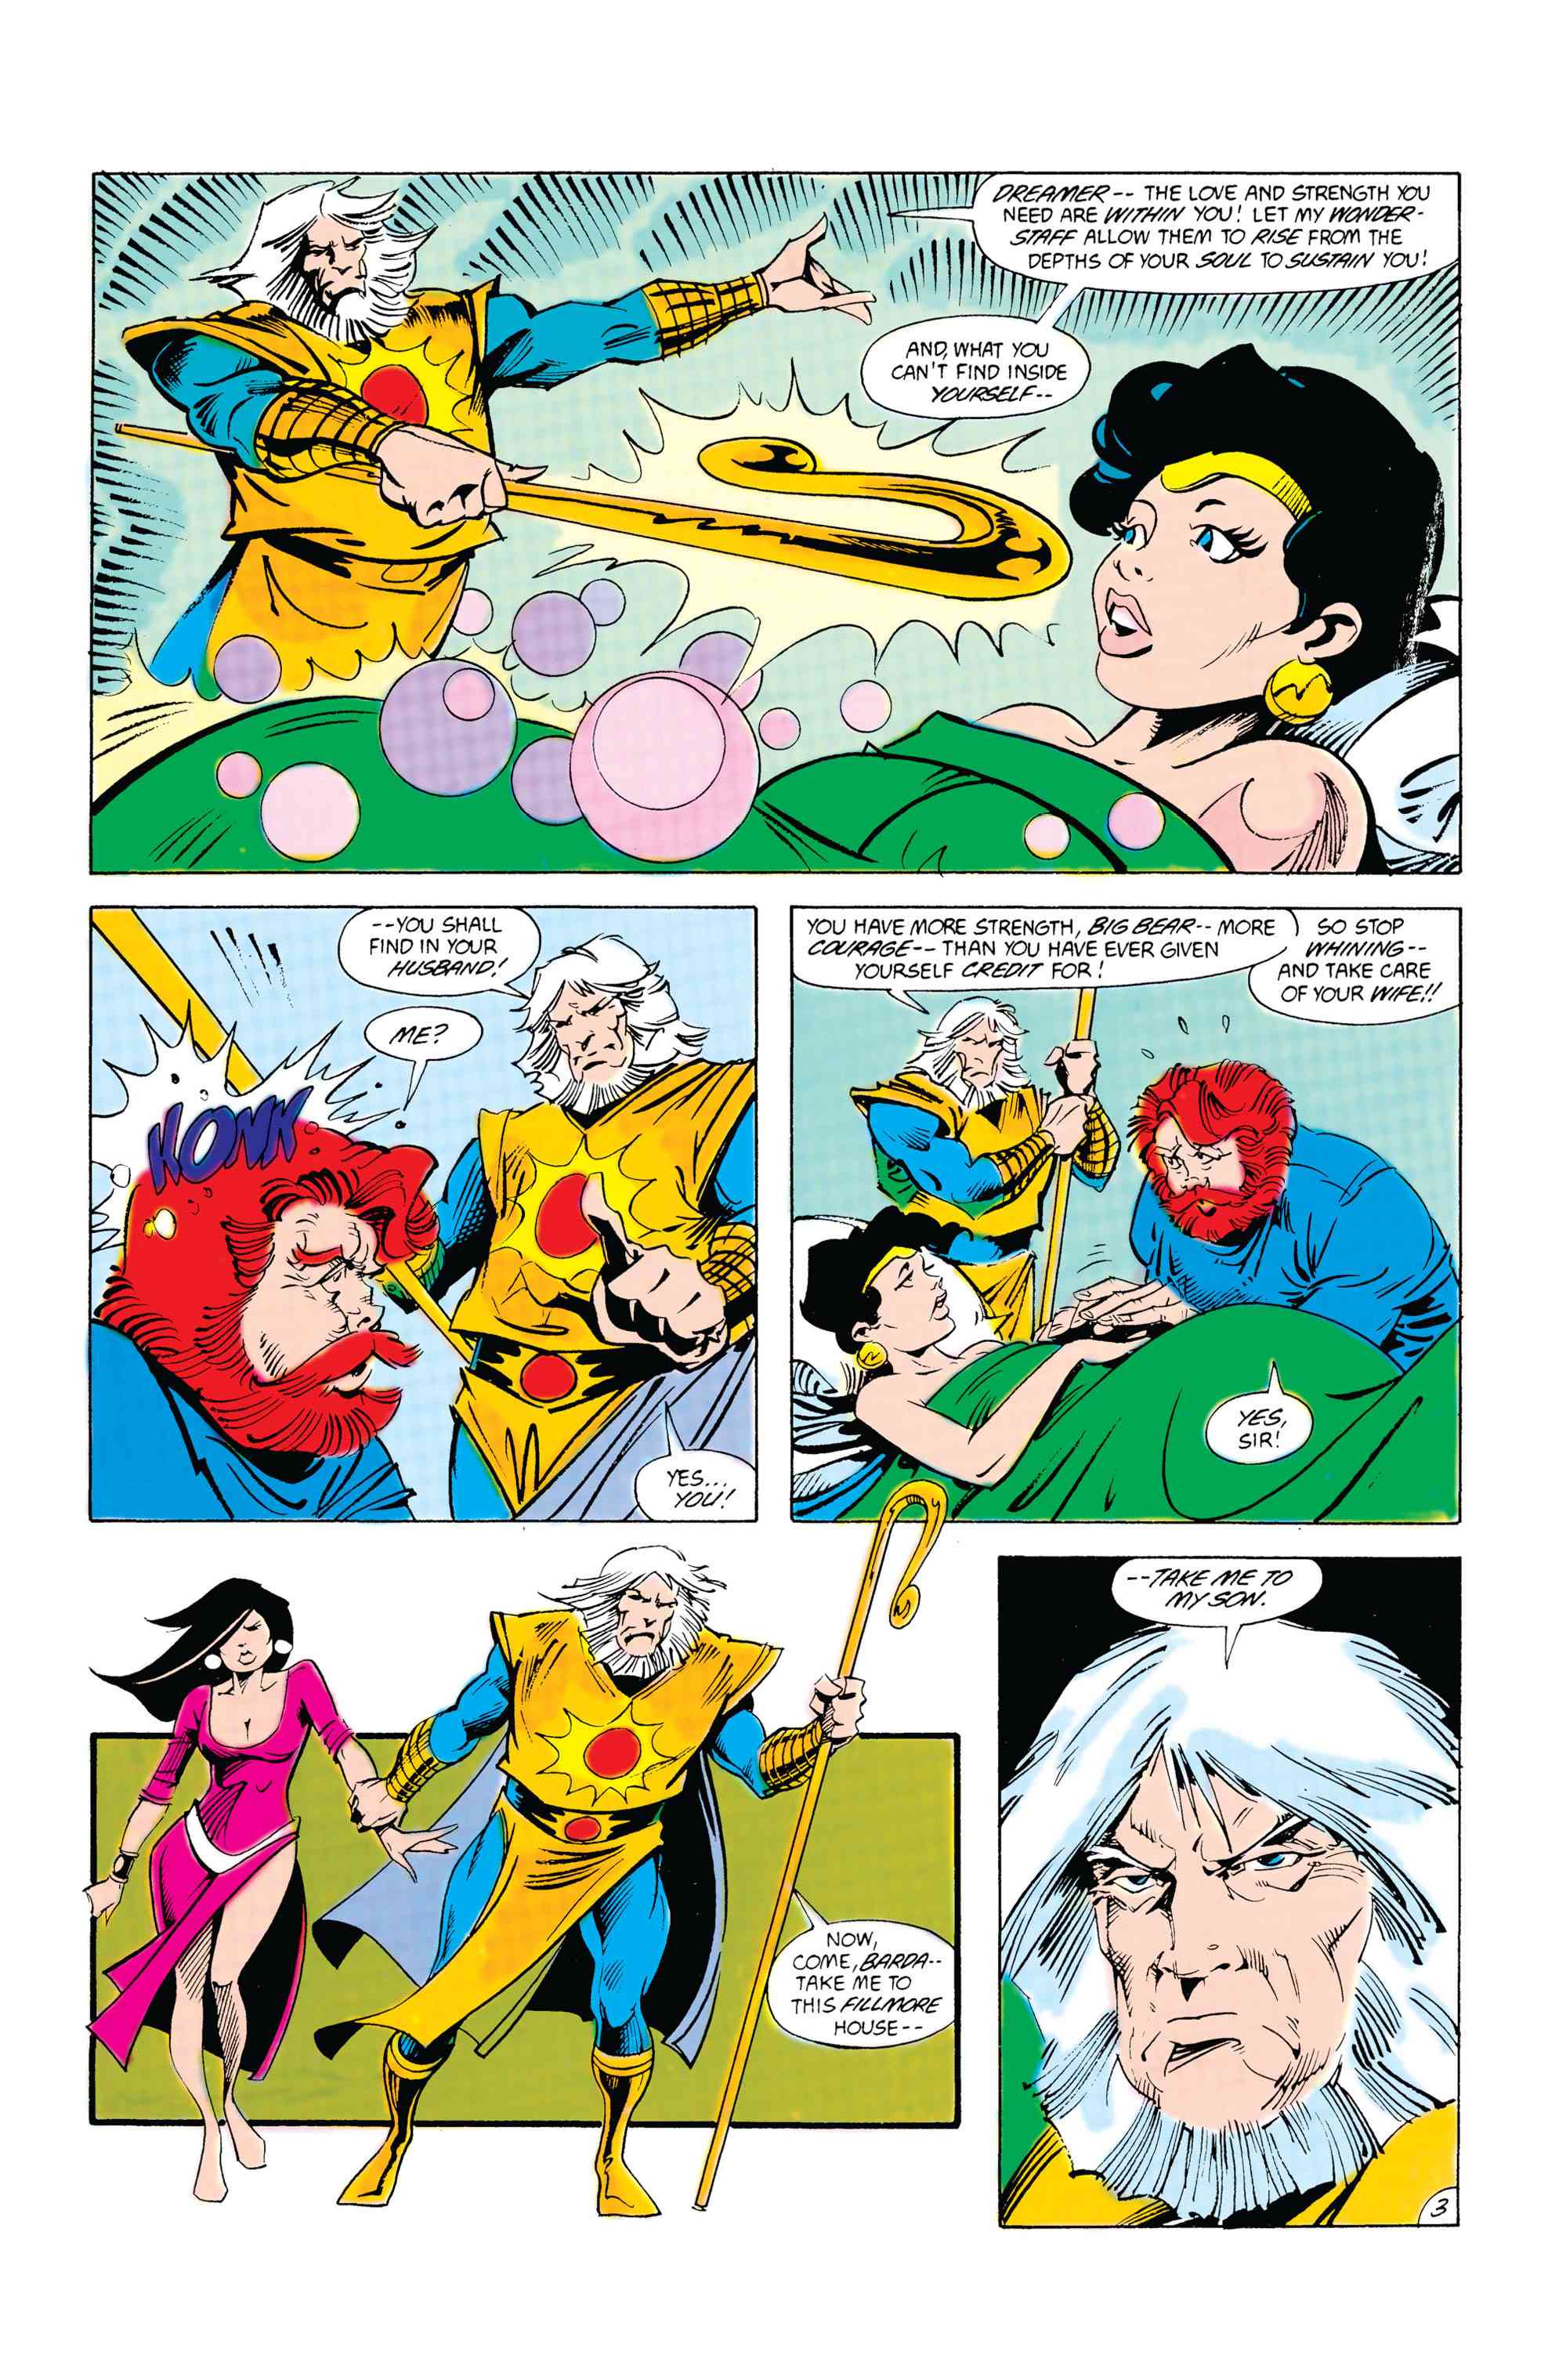 DREAMER-- THE LOVE AND STRENGTH YOU
NEED ARE WITHIN YOU! LET MY WONDER-
STAFF ALLOW THEM TO RISE FROM THE
DEPTHS OF YOUR SOUL TO SUSTAIN YOU!
AND, WHAT YOU
CAN'T FIND INSIDE
YOURSELF--
--YOU SHALL
FIND IN YOUR
HUSBAND!
ME?
HONK
YES...
YOU!
YOU HAVE MORE STRENGTH, BIG BEAR-- MORE
COURAGE-- THAN YOU HAVE EVER GIVEN
YOURSELF CREDIT FOR!
SO STOP
WHINING--
AND TAKE CARE
OF YOUR WIFE!!
YES,
SIR!
NOW,
COME, BARDA--
TAKE ME TO
THIS FILLMORE
HOUSE--
--TAKE ME TO
MY SON.
3